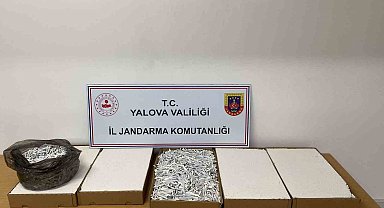 T.C.
YALOVA VALİLİĞİ
İL JANDARMA KOMUTANLIĞI